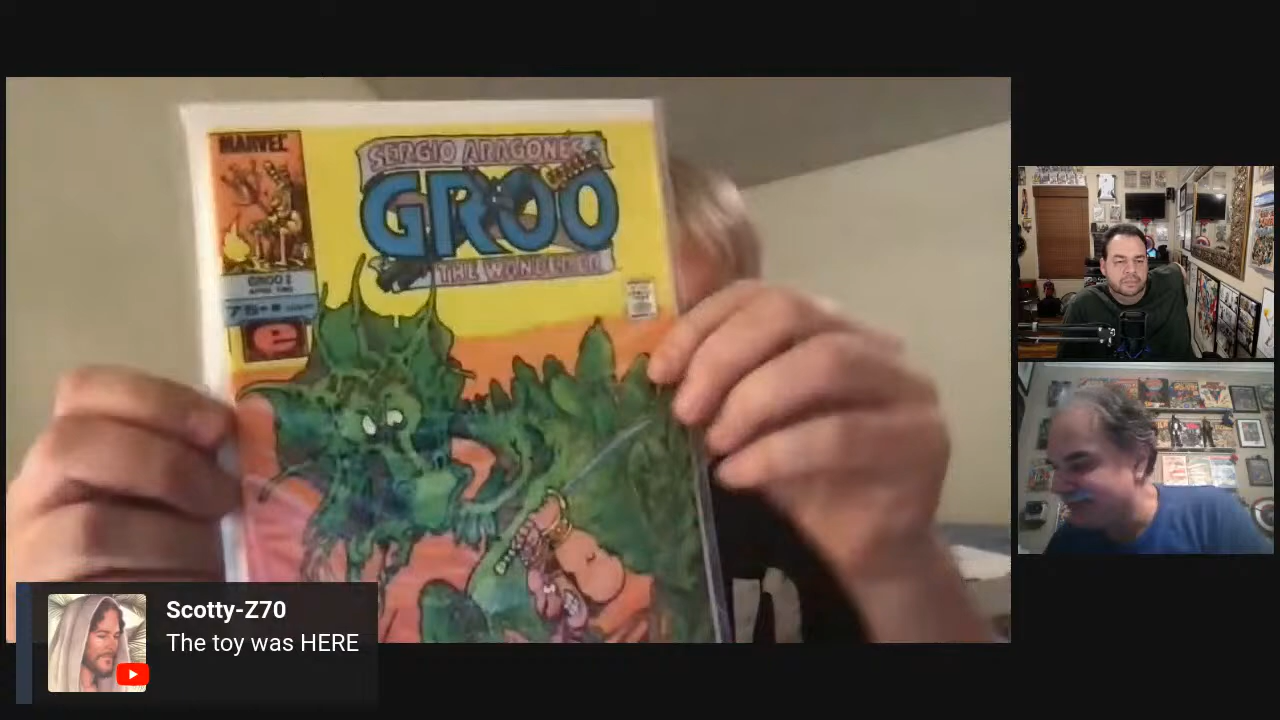 MARVEL
SERGIO ARAGONÉS
GROO
THE WANDERER
75¢
e
Scotty-Z70
The toy was HERE